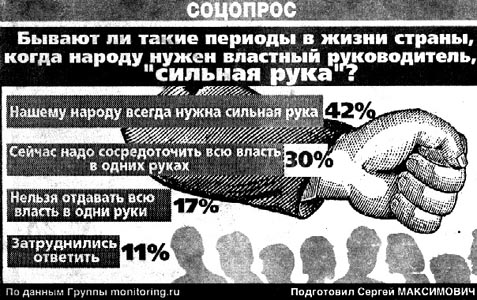 СОЦОПРОС
Бывают ли такие периоды в жизни страны,
когда народу нужен властный руководитель,
"сильная рука"?
Нашему народу всегда нужна сильная рука 42%
Сейчас надо сосредоточить всю власть
в одних руках 30%
Нельзя отдавать всю
власть в одни руки 17%
Затруднились
ответить 11%
По данным Группы monitoring.ru
Подготовил Сергей МАКСИМОВИЧ